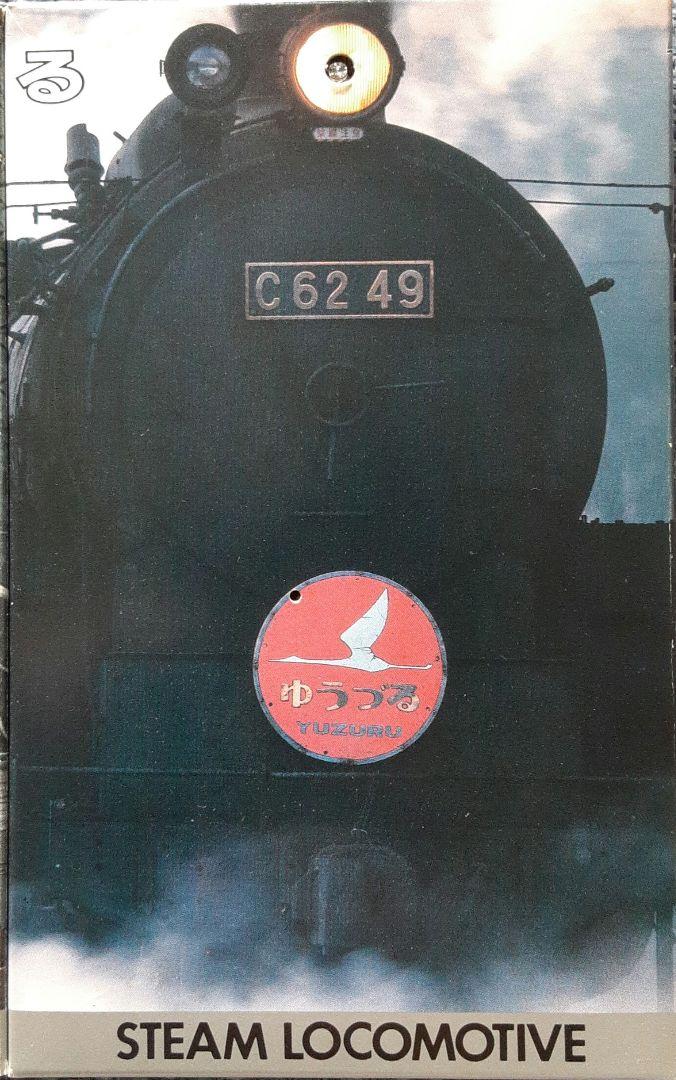 る
C62 49
ゆうづる
YUZURU
STEAM LOCOMOTIVE